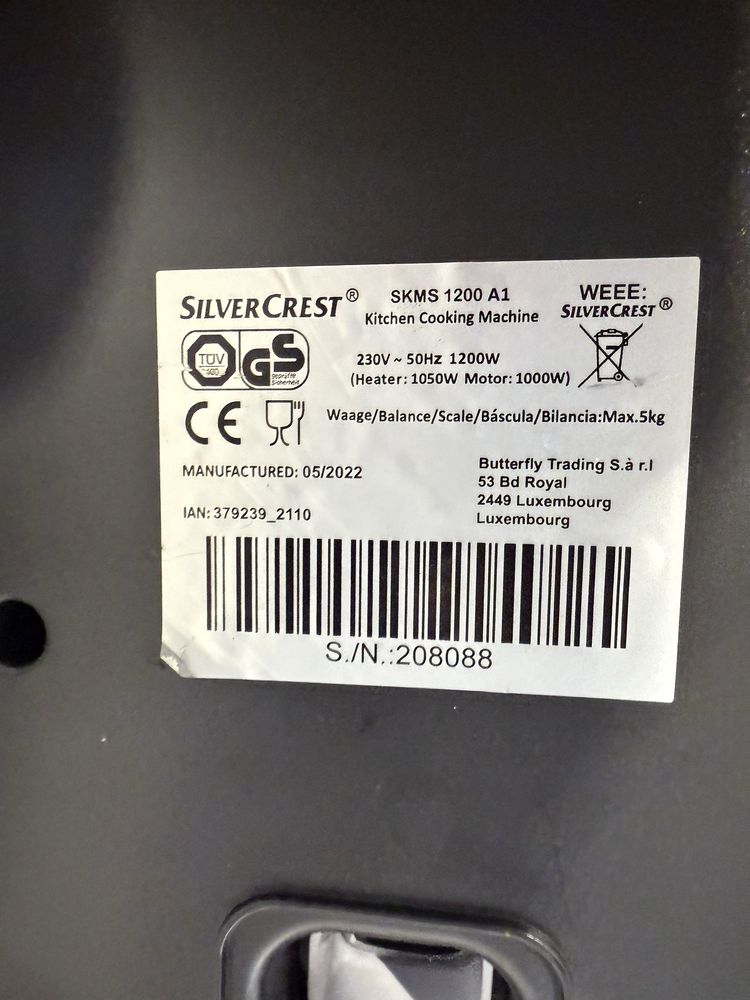 SILVERCREST®
SKMS 1200 A1
Kitchen Cooking Machine
WEEE:
SILVERCREST®
TÜV
GS
geprüfte
Sicherheit
230V ~ 50Hz 1200W
(Heater: 1050W Motor: 1000W)
CE
Waage/Balance/Scale/Báscula/Bilancia:Max.5kg
MANUFACTURED: 05/2022
IAN: 379239_2110
Butterfly Trading S.à r.l
53 Bd Royal
2449 Luxembourg
Luxembourg
S./N.:208088